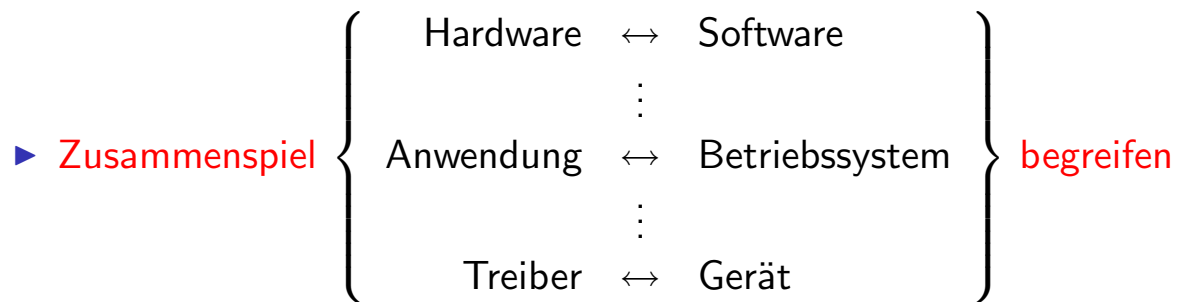 Hardware ↔ Software
⋮
▶ Zusammenspiel { Anwendung ↔ Betriebssystem } begreifen
⋮
Treiber ↔ Gerät